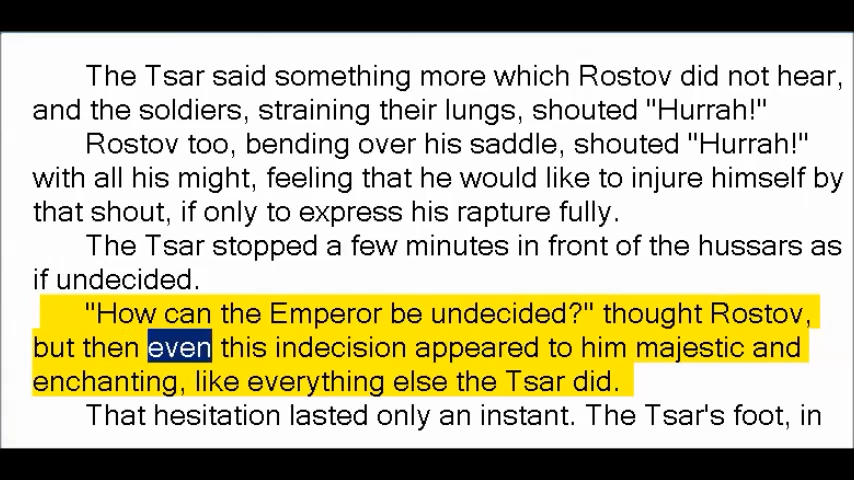 The Tsar said something more which Rostov did not hear,
and the soldiers, straining their lungs, shouted "Hurrah!"
Rostov too, bending over his saddle, shouted "Hurrah!"
with all his might, feeling that he would like to injure himself by
that shout, if only to express his rapture fully.
The Tsar stopped a few minutes in front of the hussars as
if undecided.
"How can the Emperor be undecided?" thought Rostov,
but then even this indecision appeared to him majestic and
enchanting, like everything else the Tsar did.
That hesitation lasted only an instant. The Tsar's foot, in